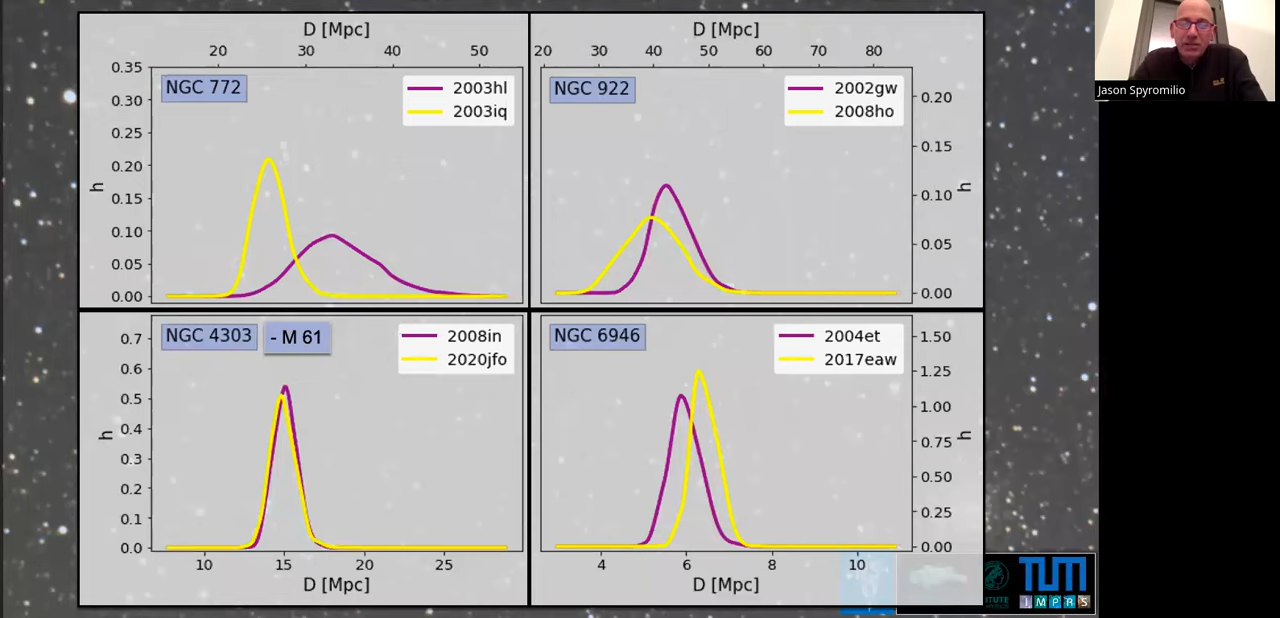 D [Mpc]
20 30 40 50
NGC 772
2003hl
2003iq
0.35
0.30
0.25
0.20
0.15
0.10
0.05
0.00
h
D [Mpc]
20 30 40 50 60 70 80
NGC 922
2002gw
2008ho
0.20
0.15
0.10
0.05
0.00
h
Jason Spyromilio
NGC 4303
- M 61
2008in
2020jfo
0.7
0.6
0.5
0.4
0.3
0.2
0.1
0.0
h
10 15 20 25
D [Mpc]
NGC 6946
2004et
2017eaw
1.50
1.25
1.00
0.75
0.50
0.25
0.00
h
4 6 8 10
D [Mpc]
TUM
IMPRS